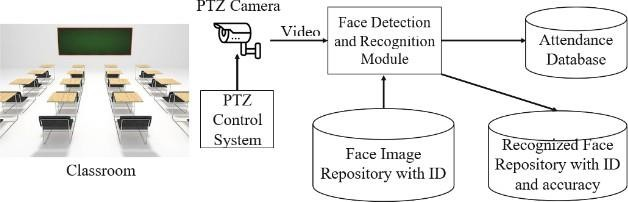 PTZ Camera
Video
Face Detection
and Recognition
Module
Attendance
Database
PTZ
Control
System
Classroom
Face Image
Repository with ID
Recognized Face
Repository with ID
and accuracy